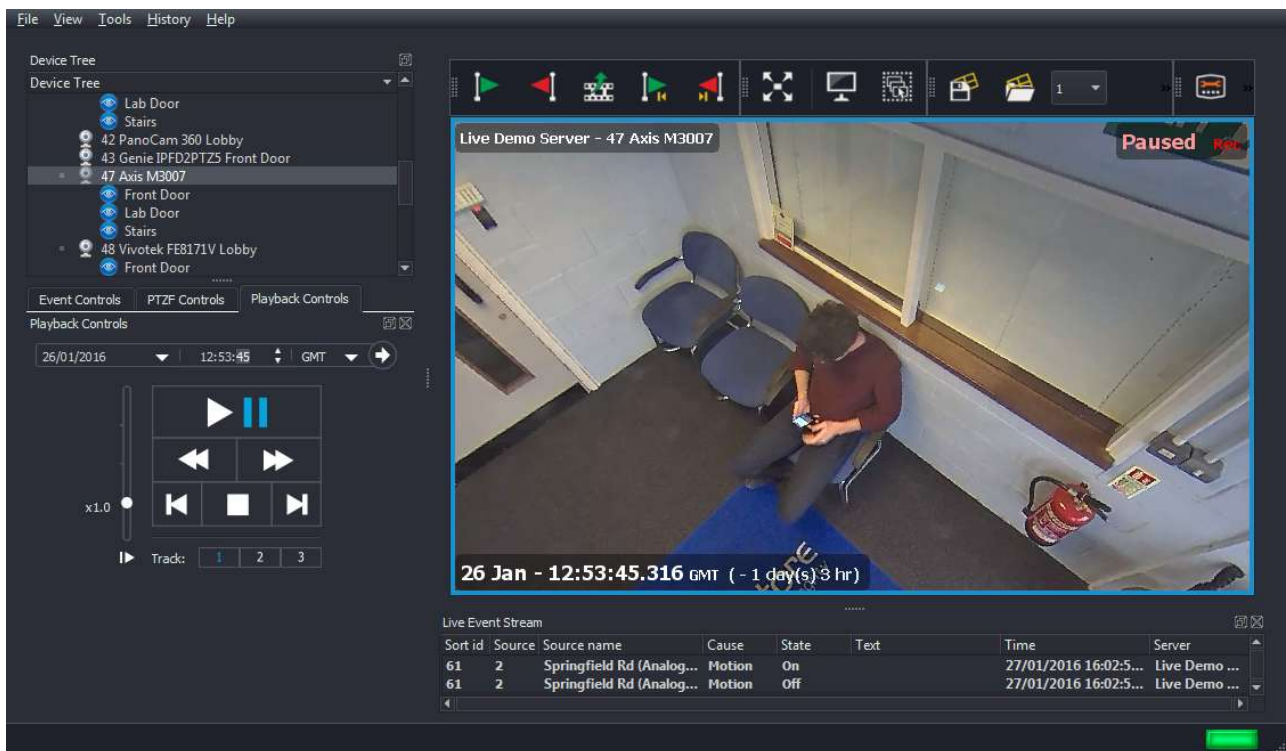 File View Tools History Help
Device Tree
Device Tree
Lab Door
Stairs
42 PanoCam 360 Lobby
43 Genie IPFD2PTZ5 Front Door
47 Axis M3007
Front Door
Lab Door
Stairs
48 Vivotek FE8171V Lobby
Front Door
Event Controls PTZF Controls Playback Controls
Playback Controls
26/01/2016 12:53:45 GMT
x1.0
Track: 1 2 3
1
Live Demo Server - 47 Axis M3007
Paused
26 Jan - 12:53:45.316 GMT ( - 1 day(s) 3 hr)
Live Event Stream
Sort id Source Source name Cause State Text Time Server
61 2 Springfield Rd (Analog... Motion On 27/01/2016 16:02:5... Live Demo ...
61 2 Springfield Rd (Analog... Motion Off 27/01/2016 16:02:5... Live Demo ...